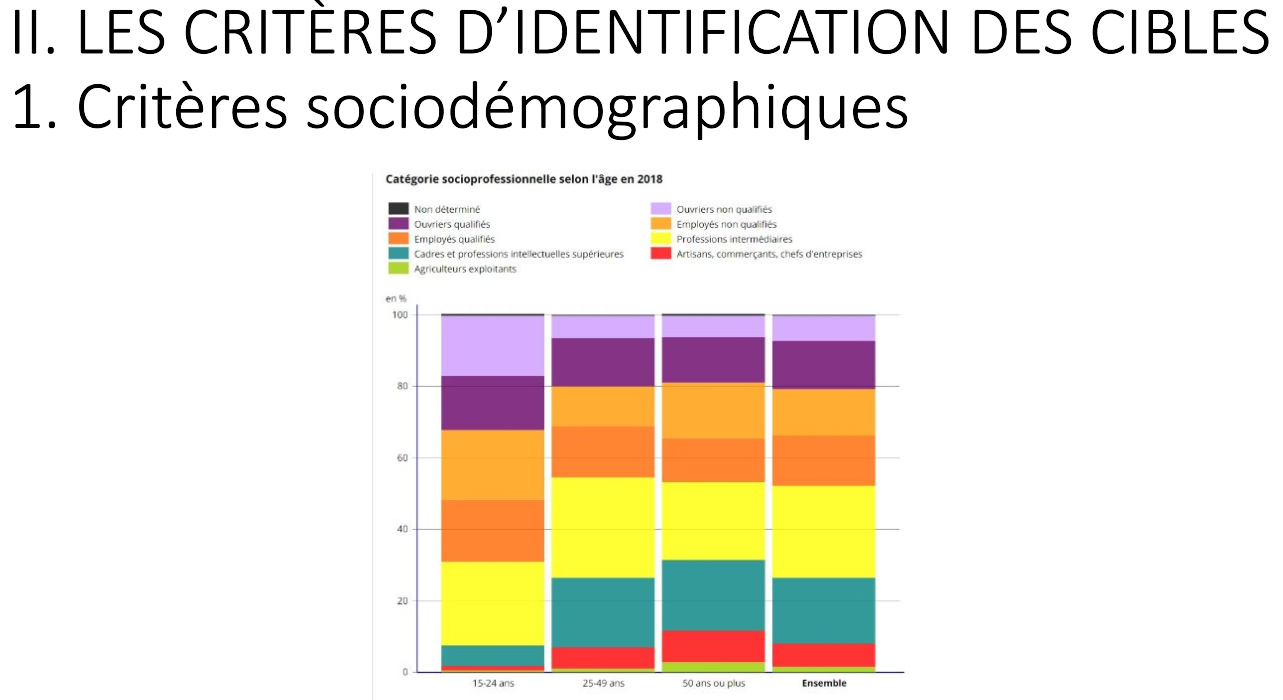 II. LES CRITÈRES D’IDENTIFICATION DES CIBLES
1. Critères sociodémographiques
Catégorie socioprofessionnelle selon l'âge en 2018
Non déterminé
Ouvriers qualifiés
Employés qualifiés
Cadres et professions intellectuelles supérieures
Agriculteurs exploitants
Ouvriers non qualifiés
Employés non qualifiés
Professions intermédiaires
Artisans, commerçants, chefs d'entreprises
en %
100
80
60
40
20
0
15-24 ans
25-49 ans
50 ans ou plus
Ensemble